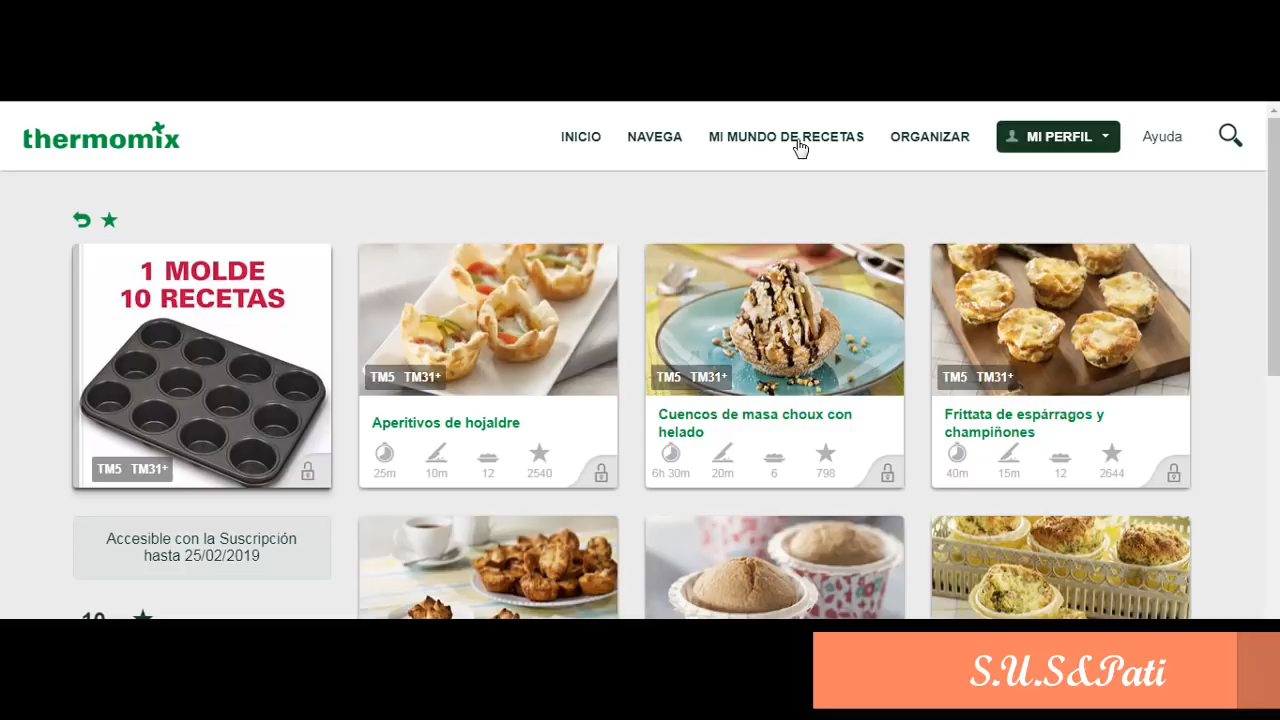 thermomix
INICIO
NAVEGA
MI MUNDO DE RECETAS
ORGANIZAR
MI PERFIL
Ayuda
1 MOLDE
10 RECETAS
TM5 TM31+
TM5 TM31+
Aperitivos de hojaldre
25m
10m
12
2540
TM5 TM31+
Cuencos de masa choux con
helado
6h 30m
20m
6
798
TM5 TM31+
Frittata de espárragos y
champiñones
40m
15m
12
2644
Accesible con la Suscripción
hasta 25/02/2019
10
S.U.S&Pati